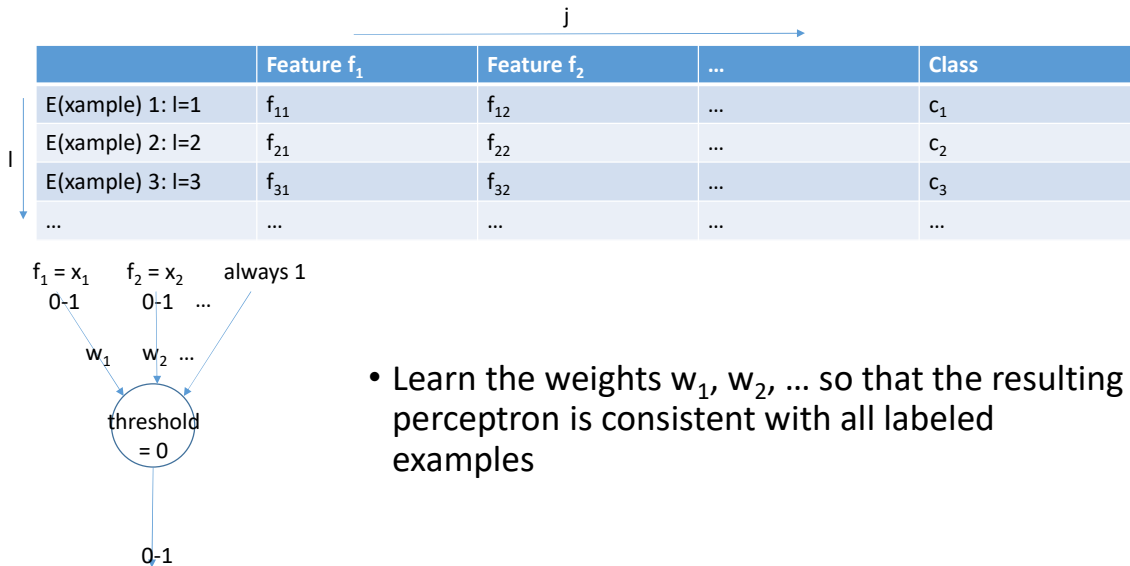 j
Feature f₁ Feature f₂ ... Class
E(xample) 1: l=1 f₁₁ f₁₂ ... c₁
E(xample) 2: l=2 f₂₁ f₂₂ ... c₂
l
E(xample) 3: l=3 f₃₁ f₃₂ ... c₃
... ... ... ... ...
f₁ = x₁ f₂ = x₂ always 1
0-1 0-1 ...
w₁ w₂ ...
threshold
= 0
0-1
• Learn the weights w₁, w₂, ... so that the resulting
perceptron is consistent with all labeled
examples